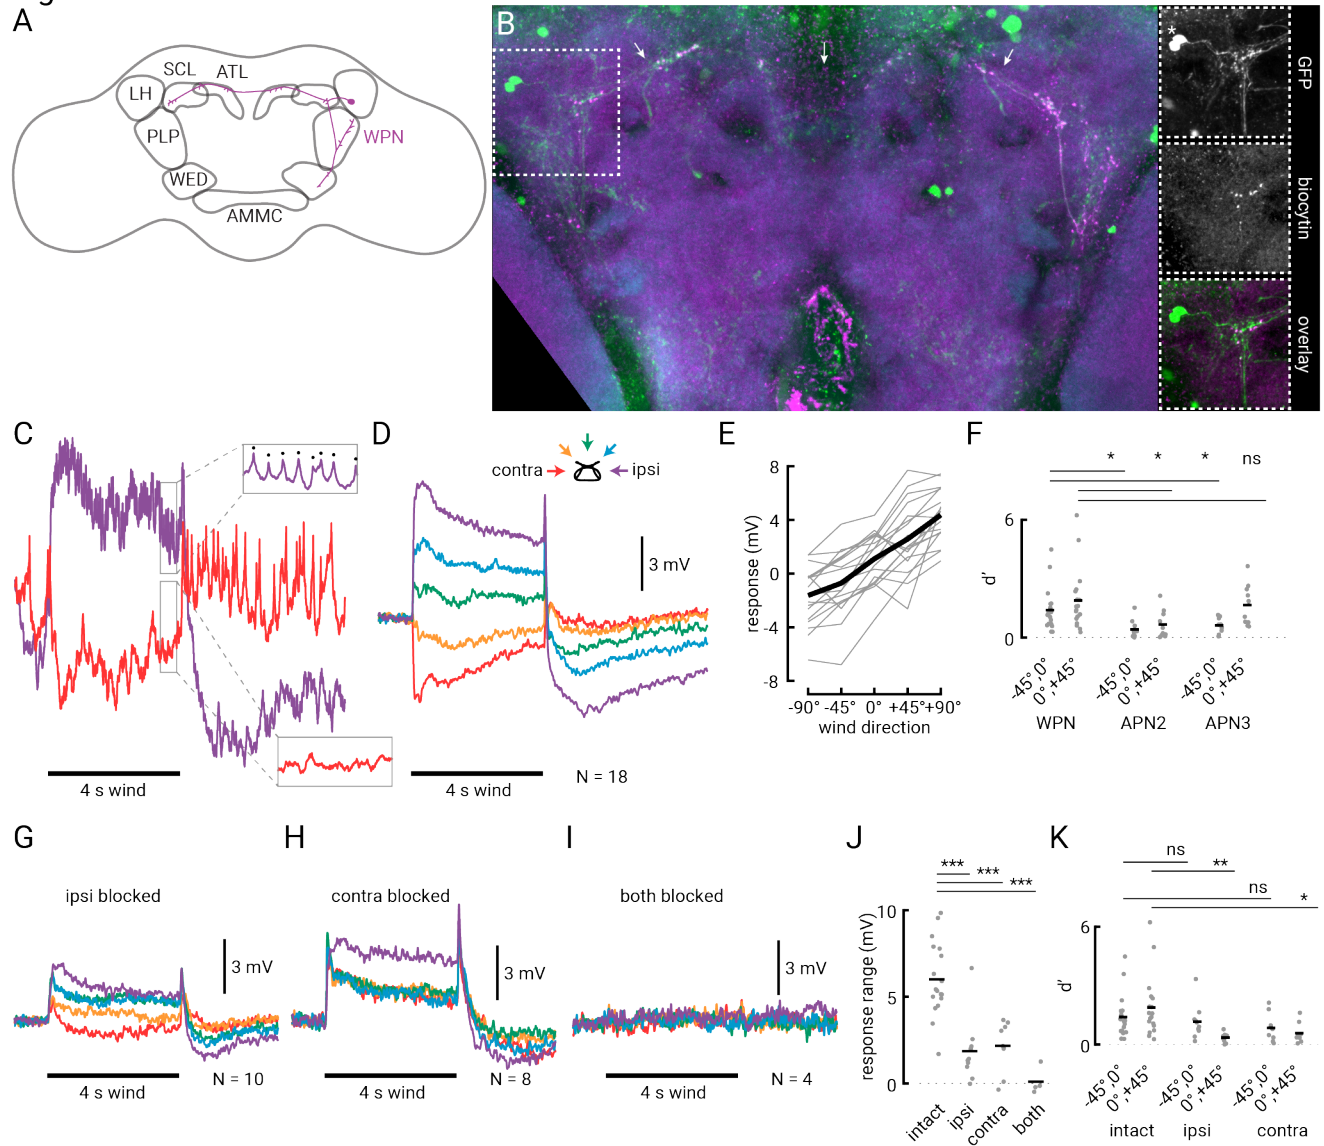 A
SCL
ATL
LH
PLP
WPN
WED
AMMC
B
*
GFP
biocytin
overlay
C
4 s wind
D
contra
ipsi
3 mV
4 s wind
N = 18
E
8
4
0
-4
-8
response (mV)
-90°
-45°
0°
+45°
+90°
wind direction
F
*
*
*
ns
6
0
d'
-45°,0°
0°,+45°
-45°,0°
0°,+45°
-45°,0°
0°,+45°
WPN
APN2
APN3
G
ipsi blocked
3 mV
4 s wind
N = 10
H
contra blocked
3 mV
4 s wind
N = 8
I
both blocked
3 mV
4 s wind
N = 4
J
***
***
***
10
5
0
response range (mV)
intact
ipsi
contra
both
K
ns
**
ns
*
6
0
d'
-45°,0°
0°,+45°
-45°,0°
0°,+45°
-45°,0°
0°,+45°
intact
ipsi
contra